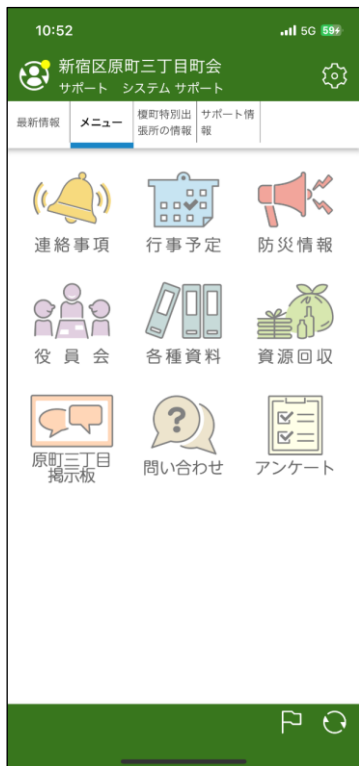 10:52
5G 59
新宿区原町三丁目町会
サポート システム サポート
最新情報
メニュー
榎町特別出
張所の情報
サポート情
報
連絡事項
行事予定
防災情報
役員会
各種資料
資源回収
原町三丁目
掲示板
問い合わせ
アンケート